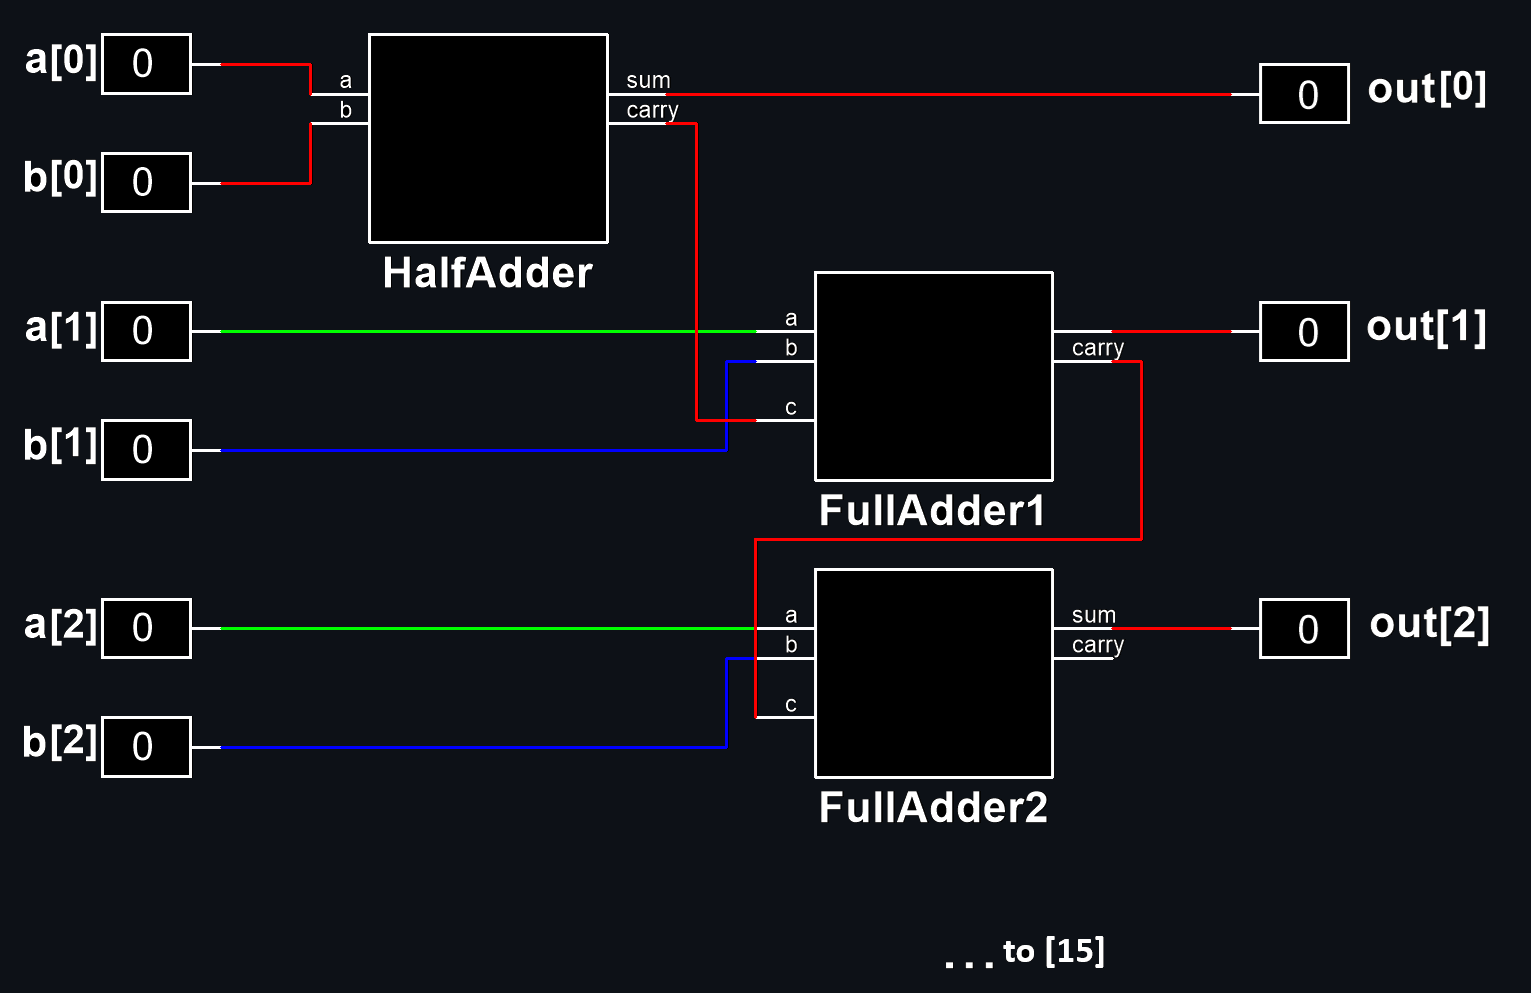 a[0] 0
a
b
sum
carry
0 out[0]
b[0] 0
HalfAdder
a[1] 0
a
b
c
carry
0 out[1]
b[1] 0
FullAdder1
a[2] 0
a
b
c
sum
carry
0 out[2]
b[2] 0
FullAdder2
...to [15]